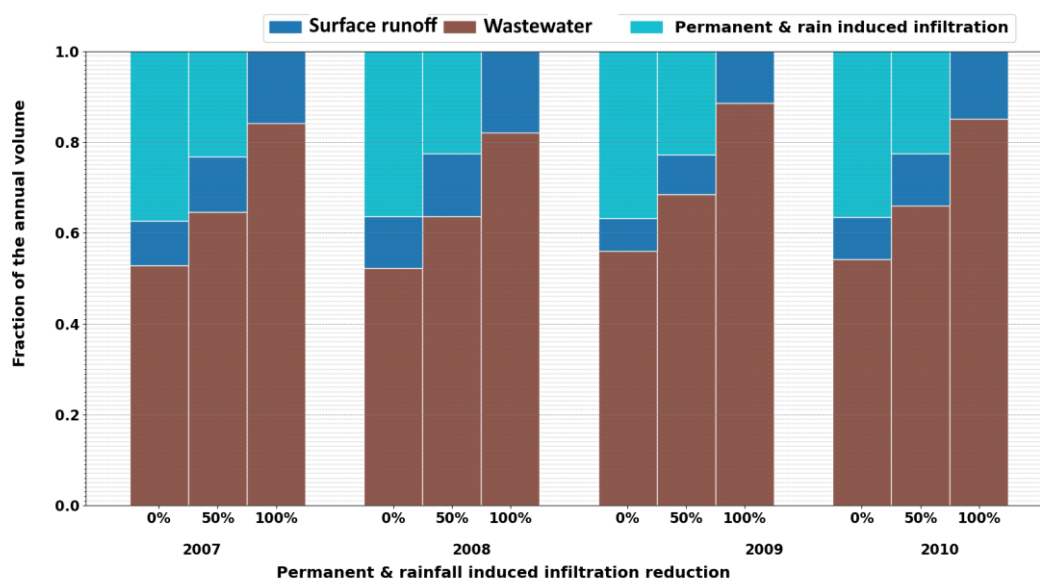 Surface runoff Wastewater Permanent & rain induced infiltration
1.0
0.8
0.6
0.4
0.2
0.0
Fraction of the annual volume
0% 50% 100% 0% 50% 100% 0% 50% 100% 0% 50% 100%
2007 2008 2009 2010
Permanent & rainfall induced infiltration reduction